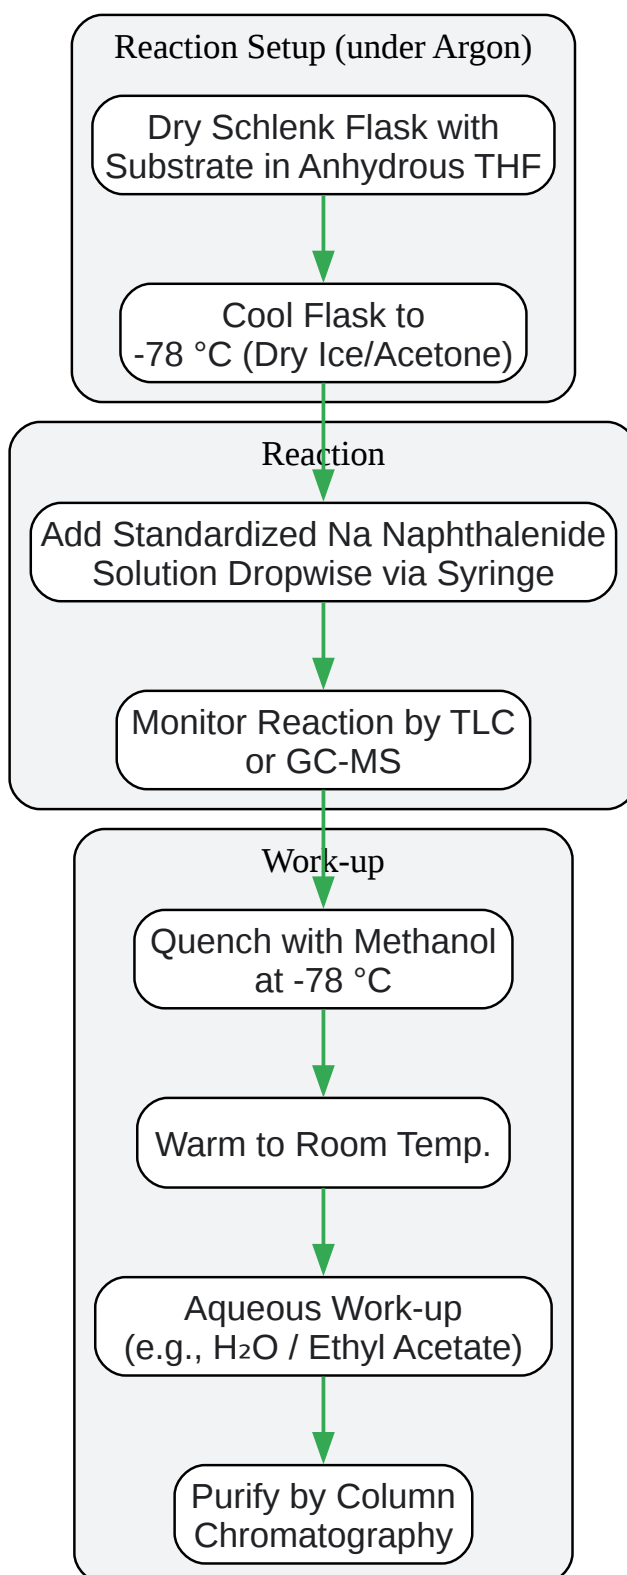 Reaction Setup (under Argon)
Dry Schlenk Flask with
Substrate in Anhydrous THF
Cool Flask to
-78 °C (Dry Ice/Acetone)
Reaction
Add Standardized Na Naphthalenide
Solution Dropwise via Syringe
Monitor Reaction by TLC
or GC-MS
Work-up
Quench with Methanol
at -78 °C
Warm to Room Temp.
Aqueous Work-up
(e.g., H₂O / Ethyl Acetate)
Purify by Column
Chromatography